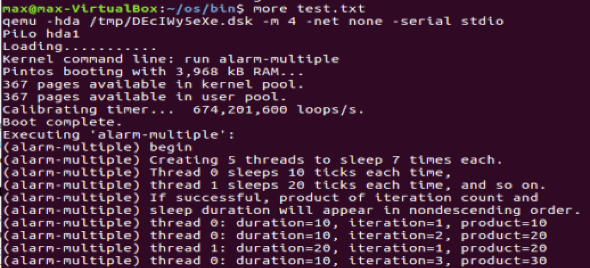 max@max-VirtualBox:~/os/bin$ more test.txt
qemu -hda /tmp/DEcIWy5eXe.dsk -m 4 -net none -serial stdio
PiLo hda1
Loading...........
Kernel command line: run alarm-multiple
Pintos booting with 3,968 kB RAM...
367 pages available in kernel pool.
367 pages available in user pool.
Calibrating timer...  674,201,600 loops/s.
Boot complete.
Executing 'alarm-multiple':
(alarm-multiple) begin
(alarm-multiple) Creating 5 threads to sleep 7 times each.
(alarm-multiple) Thread 0 sleeps 10 ticks each time,
(alarm-multiple) thread 1 sleeps 20 ticks each time, and so on.
(alarm-multiple) If successful, product of iteration count and
(alarm-multiple) sleep duration will appear in nondescending order.
(alarm-multiple) thread 0: duration=10, iteration=1, product=10
(alarm-multiple) thread 0: duration=10, iteration=2, product=20
(alarm-multiple) thread 1: duration=20, iteration=1, product=20
(alarm-multiple) thread 0: duration=10, iteration=3, product=30